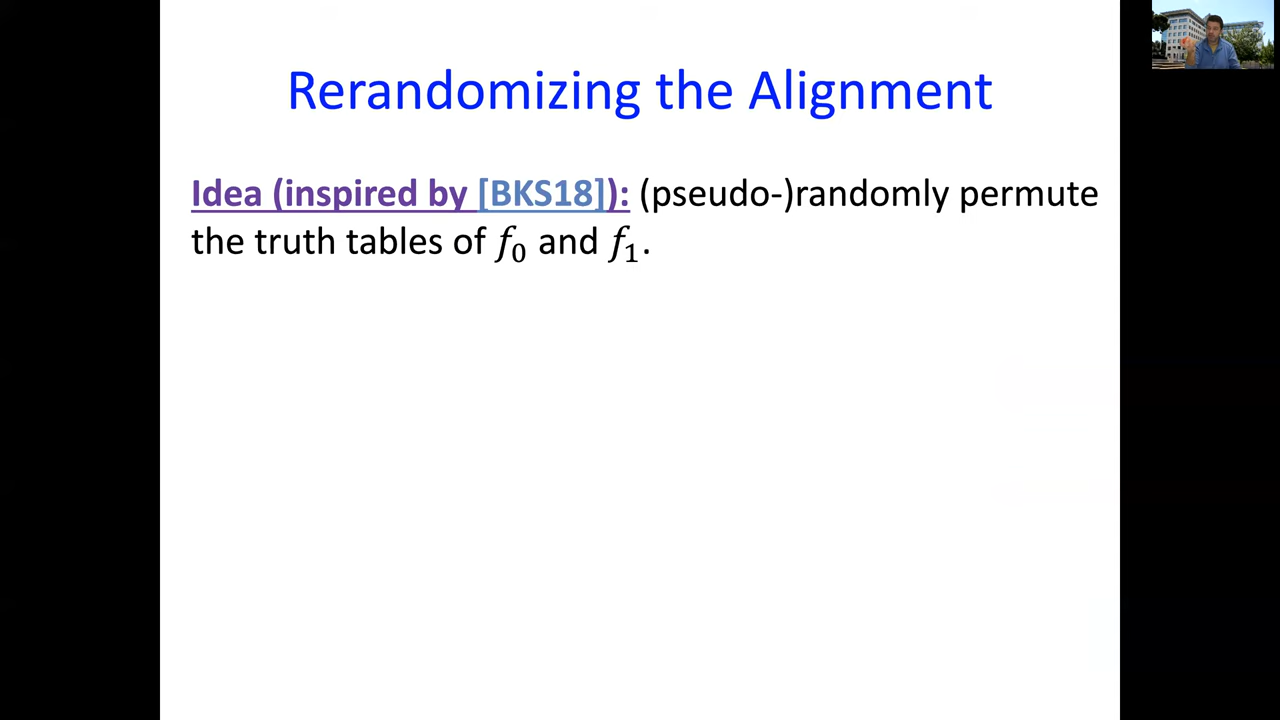 Rerandomizing the Alignment
Idea (inspired by [BKS18]): (pseudo-)randomly permute
the truth tables of f₀ and f₁.